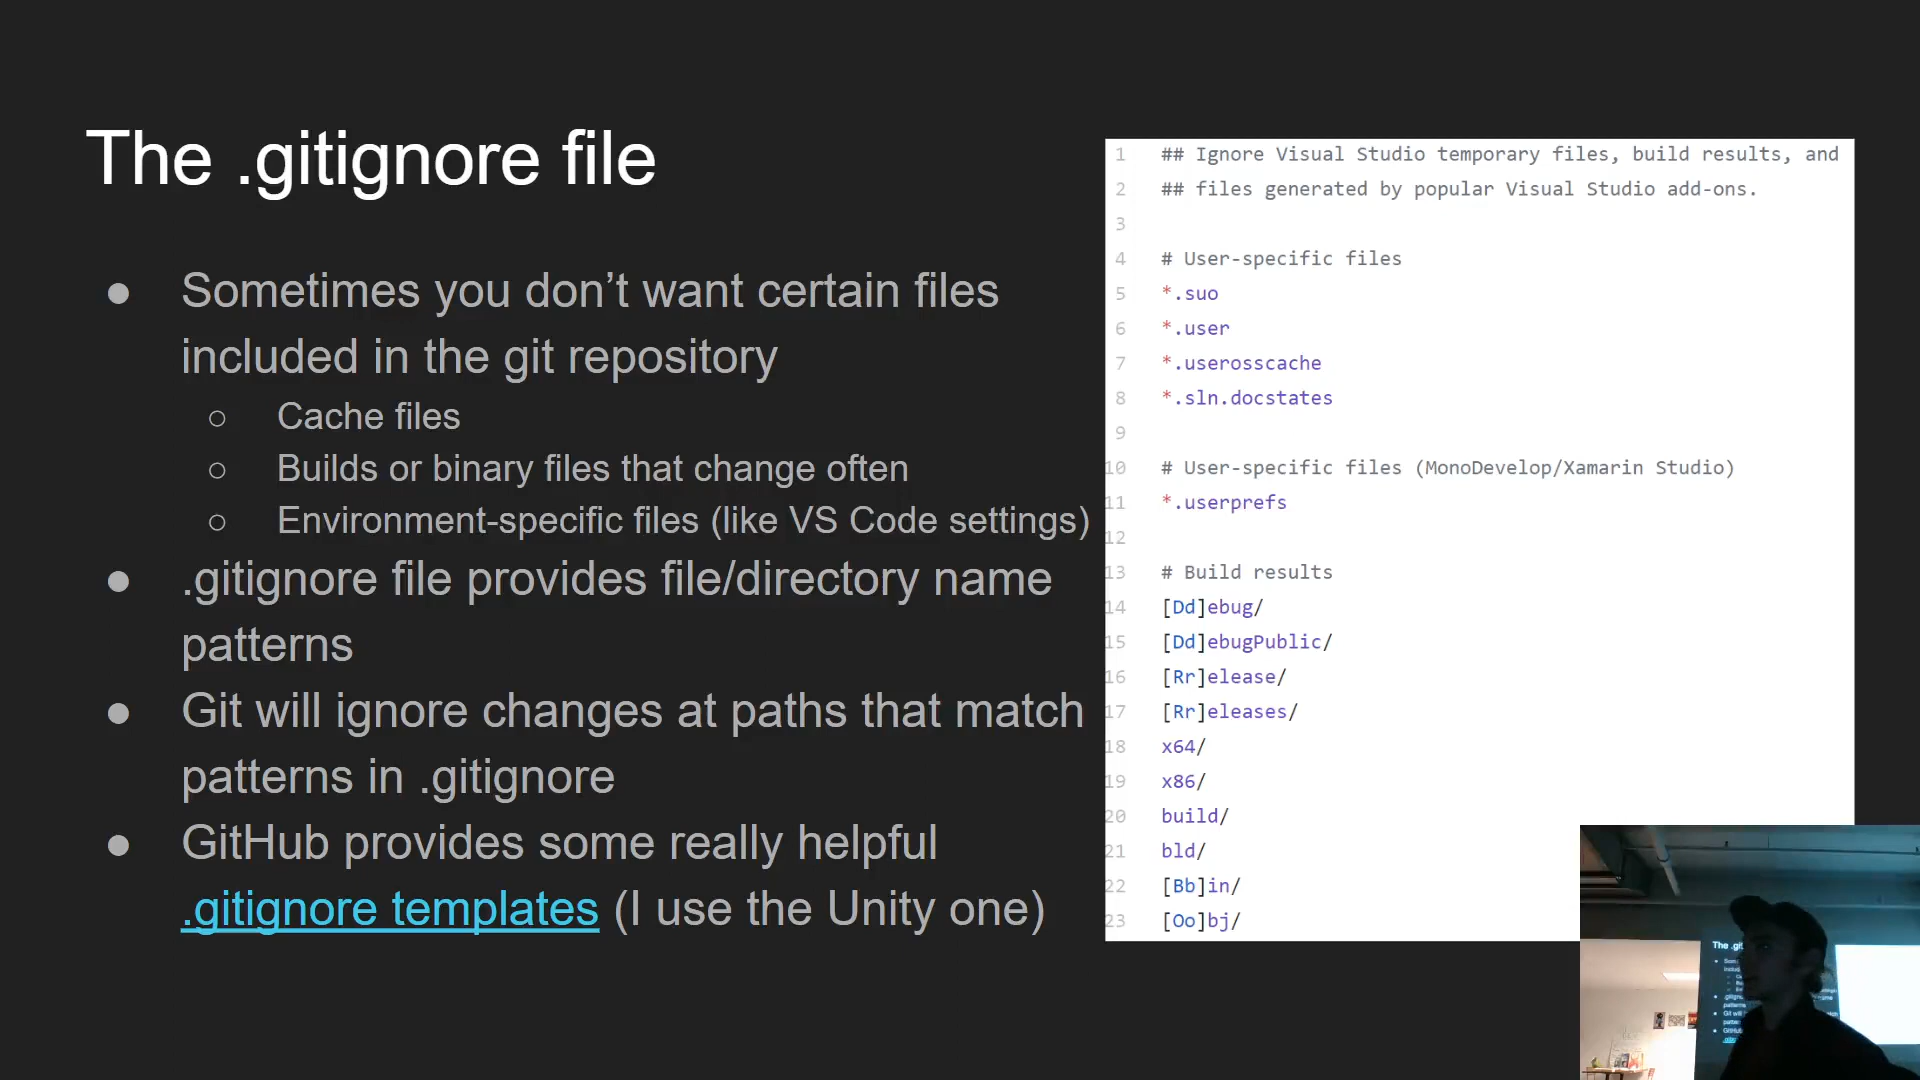 The .gitignore file
● Sometimes you don’t want certain files
included in the git repository
○ Cache files
○ Builds or binary files that change often
○ Environment-specific files (like VS Code settings)
● .gitignore file provides file/directory name
patterns
● Git will ignore changes at paths that match
patterns in .gitignore
● GitHub provides some really helpful
.gitignore templates (I use the Unity one)
1 ## Ignore Visual Studio temporary files, build results, and
2 ## files generated by popular Visual Studio add-ons.
3
4 # User-specific files
5 *.suo
6 *.user
7 *.userosscache
8 *.sln.docstates
9
10 # User-specific files (MonoDevelop/Xamarin Studio)
11 *.userprefs
12
13 # Build results
14 [Dd]ebug/
15 [Dd]ebugPublic/
16 [Rr]elease/
17 [Rr]eleases/
18 x64/
19 x86/
20 build/
21 bld/
22 [Bb]in/
23 [Oo]bj/
The .git